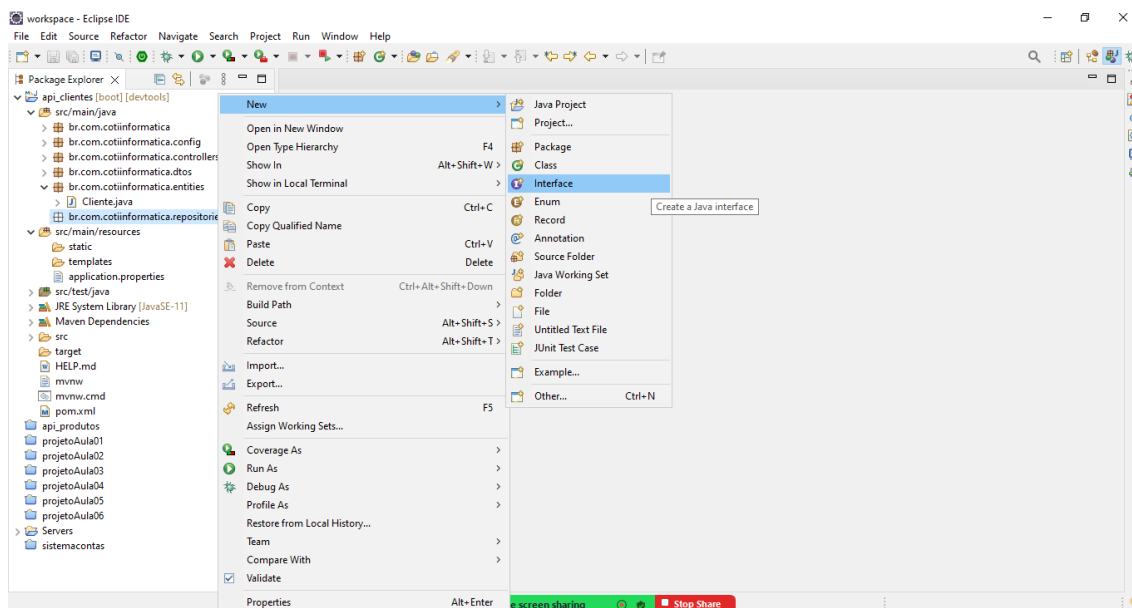 workspace - Eclipse IDE
File Edit Source Refactor Navigate Search Project Run Window Help
Package Explorer
api_clientes [boot] [devtools]
src/main/java
br.com.cotiinformatica
br.com.cotiinformatica.config
br.com.cotiinformatica.controllers
br.com.cotiinformatica.dtos
br.com.cotiinformatica.entities
Cliente.java
br.com.cotiinformatica.repositorie
src/main/resources
static
templates
application.properties
src/test/java
JRE System Library [JavaSE-11]
Maven Dependencies
src
target
HELP.md
mvnw
mvnw.cmd
pom.xml
api_produtos
projetoAula01
projetoAula02
projetoAula03
projetoAula04
projetoAula05
projetoAula06
Servers
sistemacontas
New
Open in New Window
Open Type Hierarchy F4
Show In Alt+Shift+W
Show in Local Terminal
Copy Ctrl+C
Copy Qualified Name
Paste Ctrl+V
Delete Delete
Remove from Context Ctrl+Alt+Shift+Down
Build Path
Source Alt+Shift+S
Refactor Alt+Shift+T
Import...
Export...
Refresh F5
Assign Working Sets...
Coverage As
Run As
Debug As
Profile As
Restore from Local History...
Team
Compare With
Validate
Properties Alt+Enter
Java Project
Project...
Package
Class
Interface
Enum
Record
Annotation
Source Folder
Java Working Set
Folder
File
Untitled Text File
JUnit Test Case
Example...
Other... Ctrl+N
Create a Java interface
e screen sharing
Stop Share